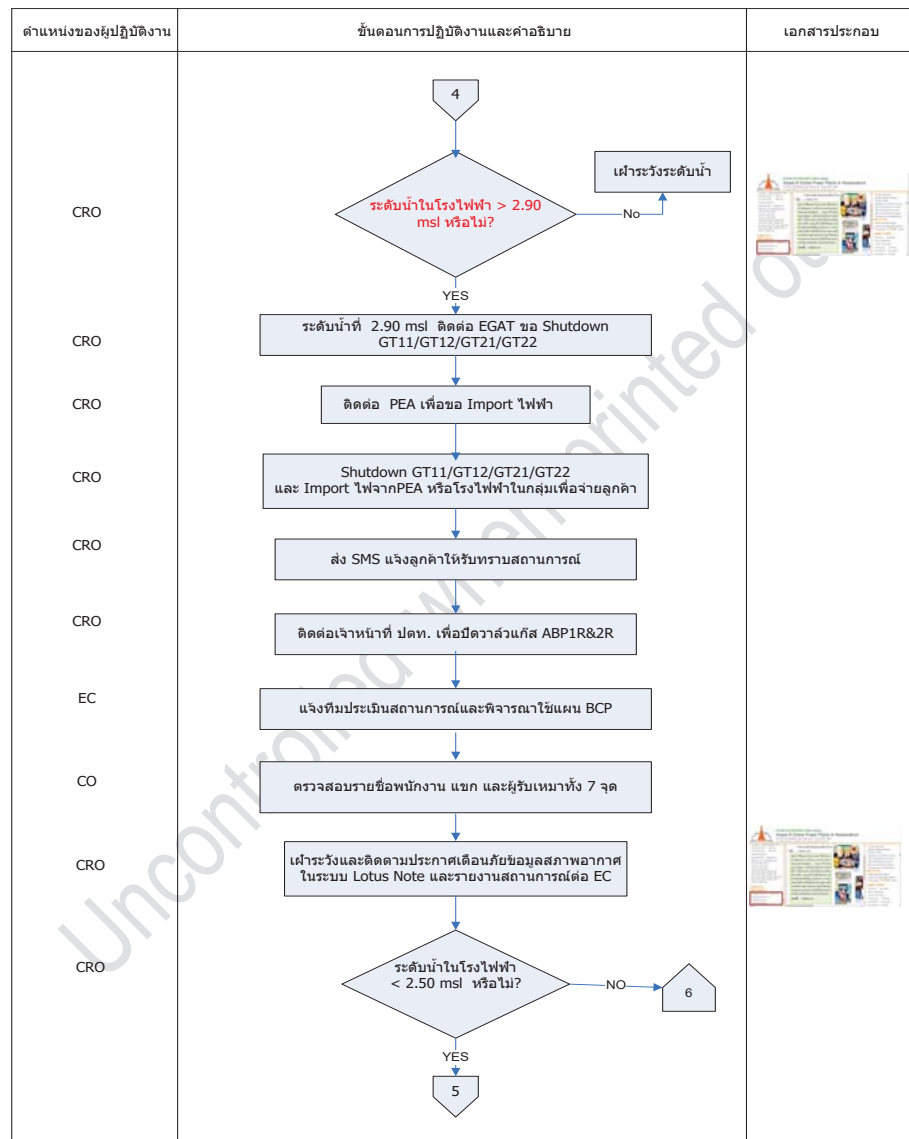 ตำแหน่งของผู้ปฏิบัติงาน
ขั้นตอนการปฏิบัติงานและคำอธิบาย
เอกสารประกอบ
4
เฝ้าระวังระดับน้ำ
CRO
ระดับน้ำในโรงไฟฟ้า > 2.90
msl หรือไม่?
No
YES
CRO
ระดับน้ำที่ 2.90 msl ติดต่อ EGAT ขอ Shutdown
GT11/GT12/GT21/GT22
CRO
ติดต่อ PEA เพื่อขอ Import ไฟฟ้า
CRO
Shutdown GT11/GT12/GT21/GT22
และ Import ไฟจากPEA หรือโรงไฟฟ้าในกลุ่มเพื่อจ่ายลูกค้า
CRO
ส่ง SMS แจ้งลูกค้าให้รับทราบสถานการณ์
CRO
ติดต่อเจ้าหน้าที่ ปตท. เพื่อปิดวาล์วแก๊ส ABP1R&2R
EC
แจ้งทีมประเมินสถานการณ์และพิจารณาใช้แผน BCP
CO
ตรวจสอบรายชื่อพนักงาน แขก และผู้รับเหมาทั้ง 7 จุด
CRO
เฝ้าระวังและติดตามประกาศเตือนภัยข้อมูลสภาพอากาศ
ในระบบ Lotus Note และรายงานสถานการณ์ต่อ EC
CRO
ระดับน้ำในโรงไฟฟ้า
< 2.50 msl หรือไม่?
NO
6
YES
5
Uncontrolled when printed